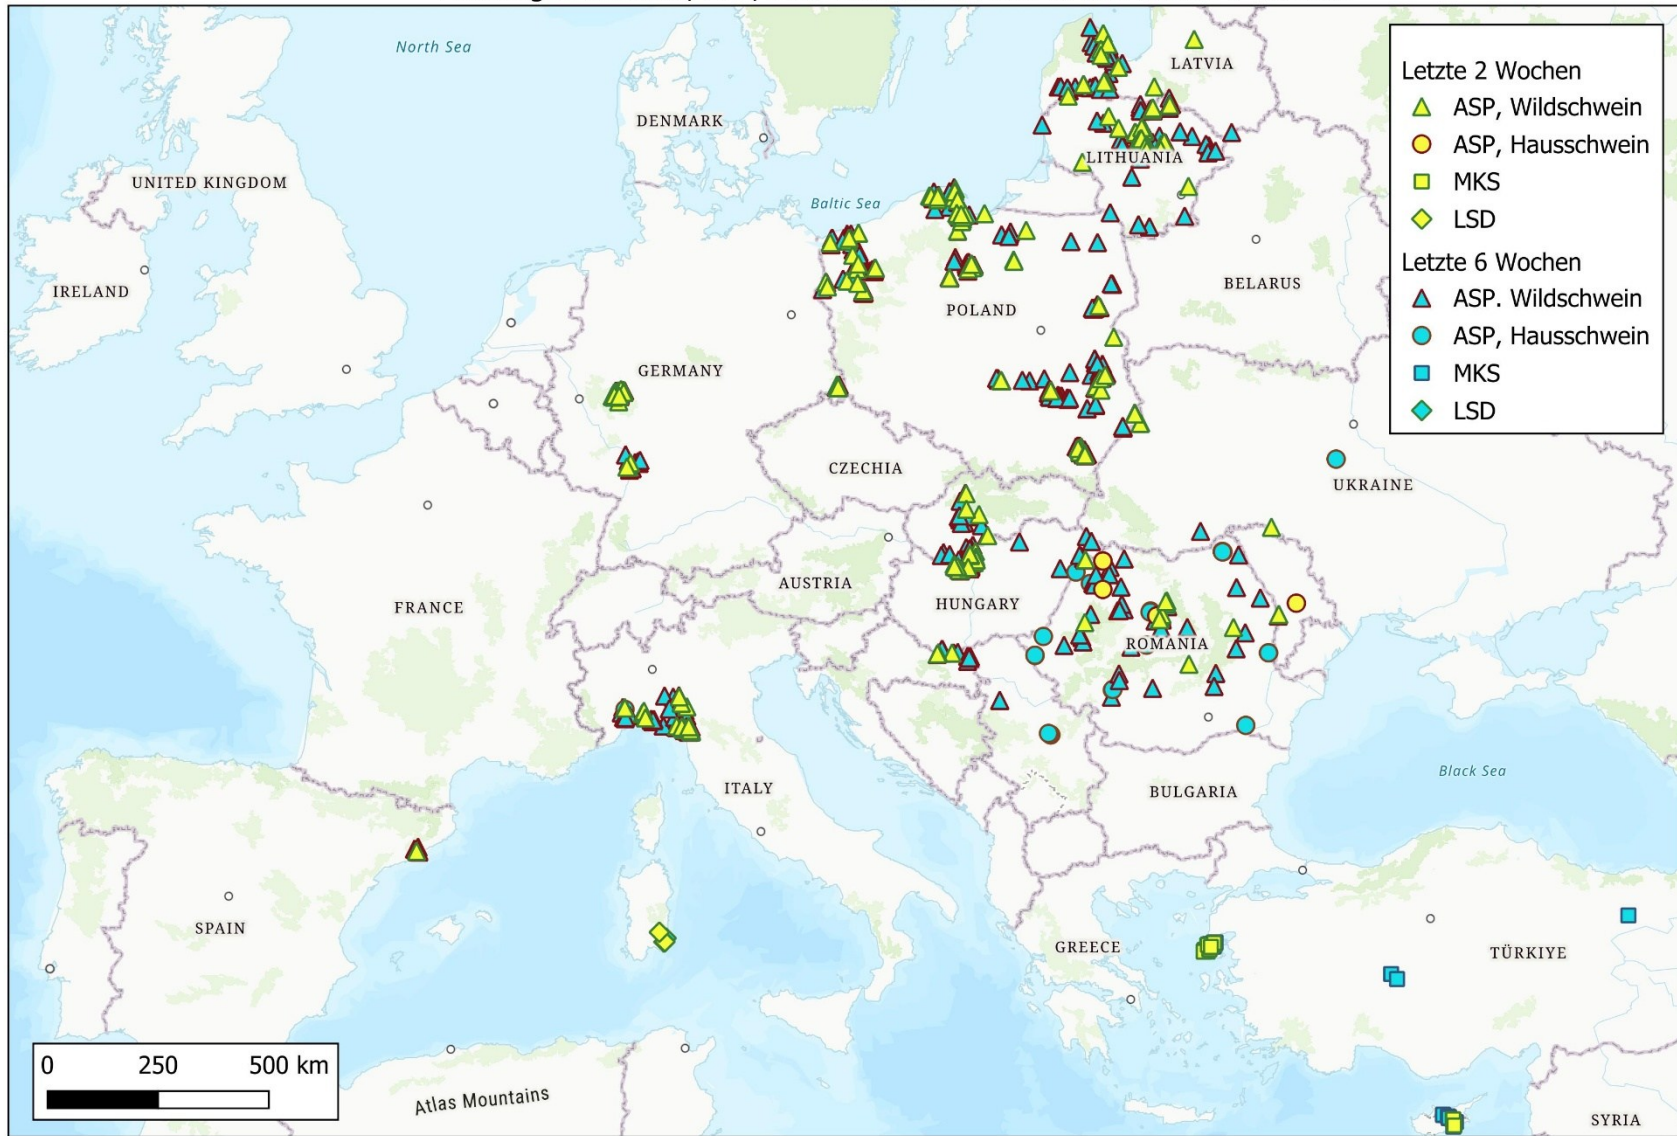 North Sea
LATVIA
DENMARK
LITHUANIA
UNITED KINGDOM
Baltic Sea
IRELAND
BELARUS
POLAND
GERMANY
CZECHIA
UKRAINE
AUSTRIA
FRANCE
HUNGARY
ROMANIA
Black Sea
ITALY
BULGARIA
SPAIN
GREECE
TÜRKIYE
Atlas Mountains
SYRIA
Letzte 2 Wochen
ASP, Wildschwein
ASP, Hausschwein
MKS
LSD
Letzte 6 Wochen
ASP. Wildschwein
ASP, Hausschwein
MKS
LSD
0 250 500 km